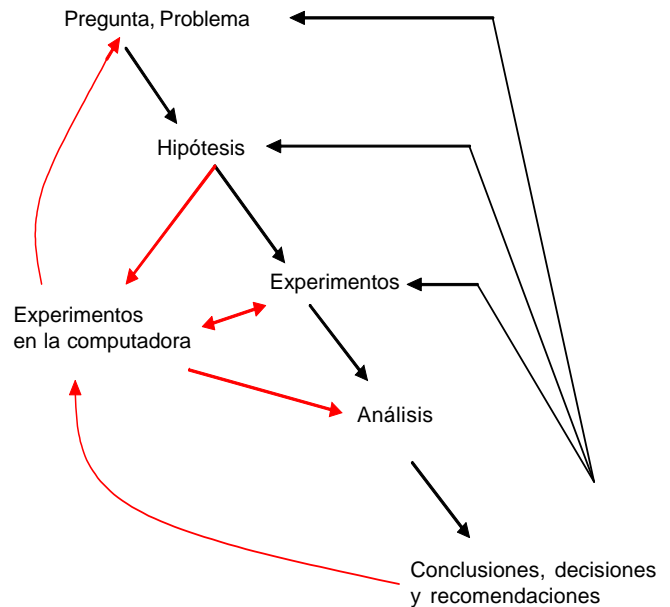 Pregunta, Problema
Hipótesis
Experimentos
Experimentos
en la computadora
Análisis
Conclusiones, decisiones
y recomendaciones